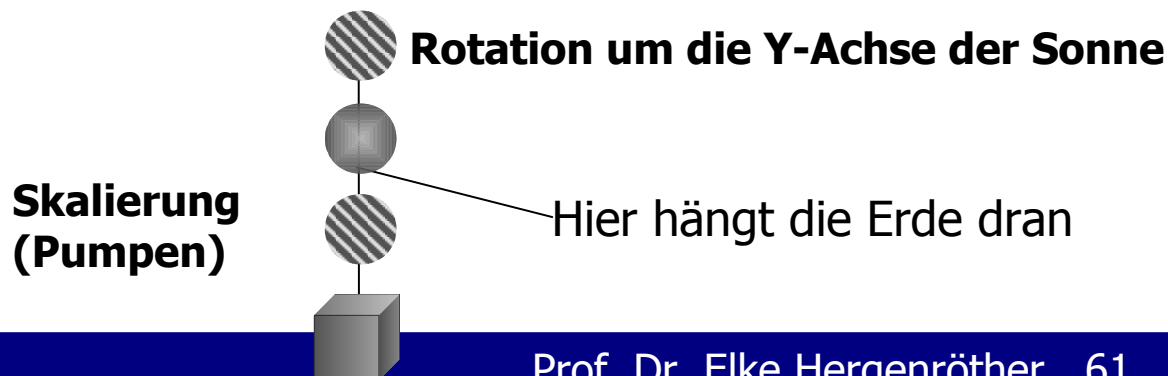 Rotation um die Y-Achse der Sonne
Skalierung
(Pumpen)
Hier hängt die Erde dran
Prof. Dr. Elke Hergenröther 61